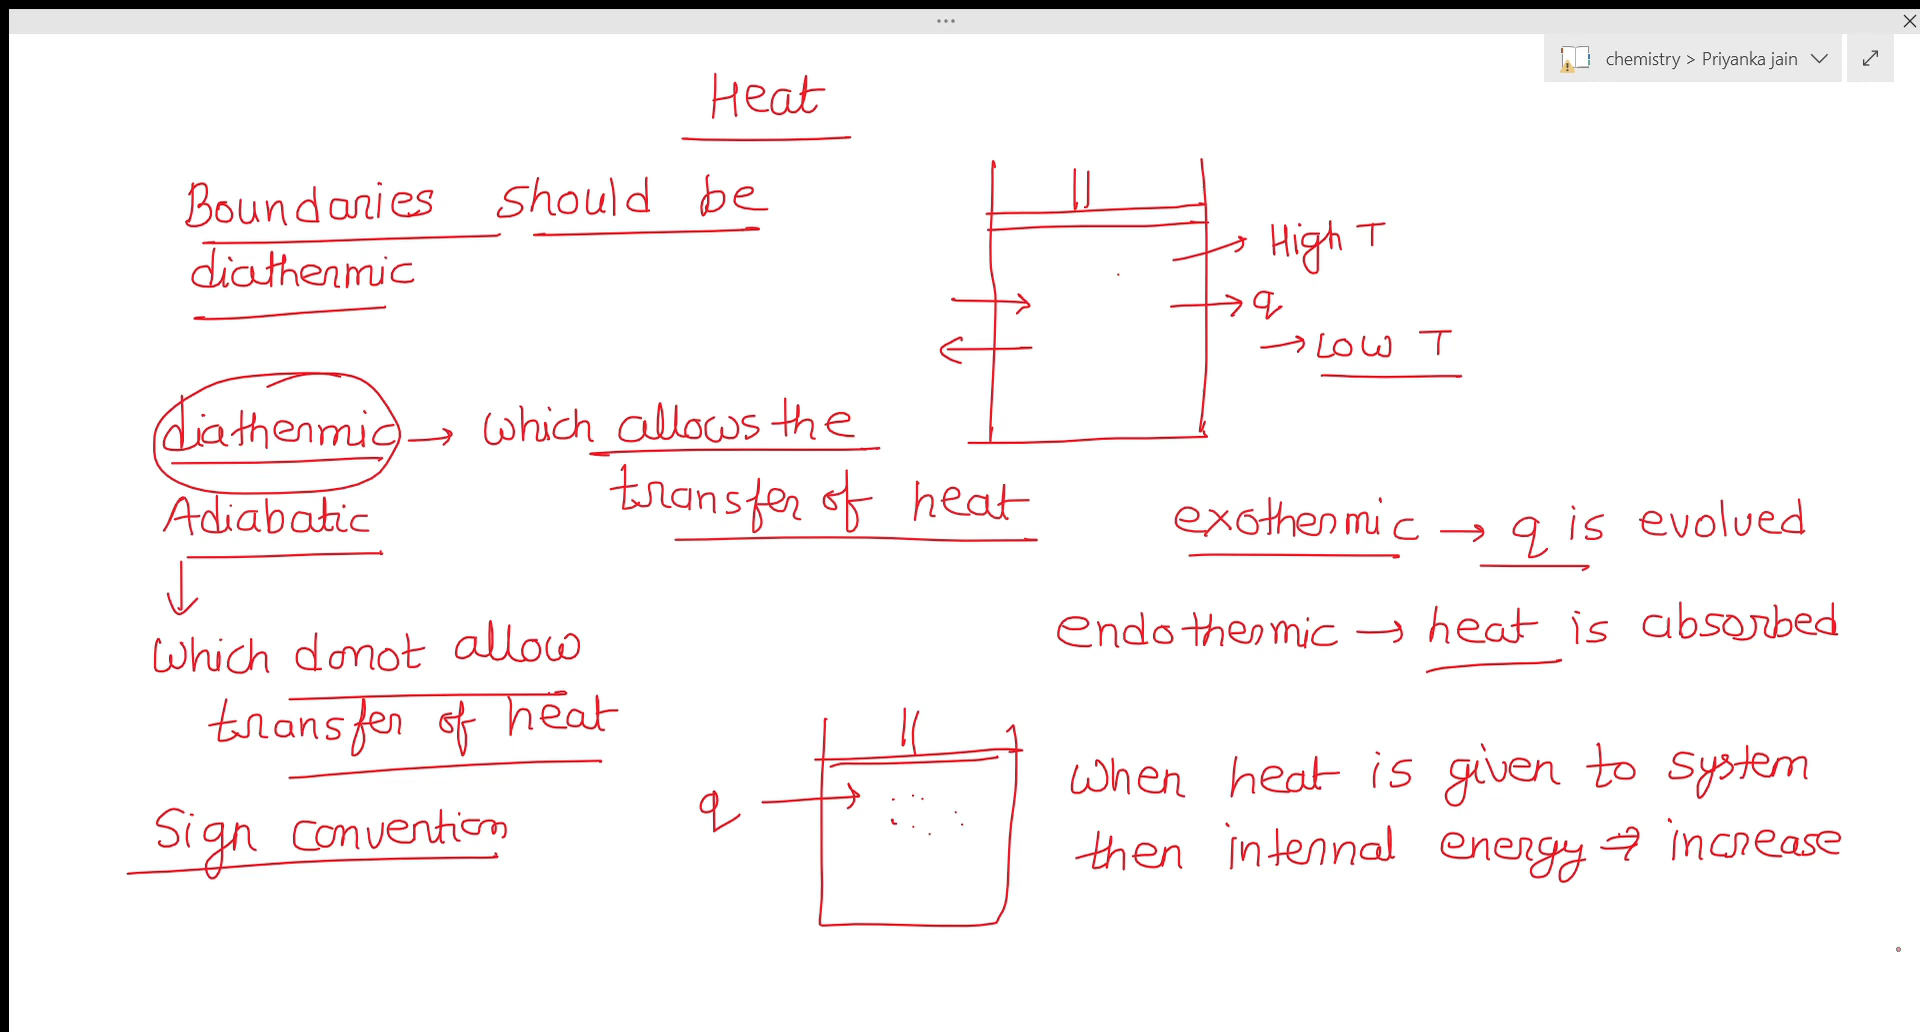 chemistry > Priyanka jain
Heat
Boundaries should be
diathermic
High T
q
Low T
diathermic → which allows the
transfer of heat
Adiabatic
exothermic → q is evolved
endothermic → heat is absorbed
which donot allow
transfer of heat
q
When heat is given to system
then internal energy → increase
Sign convention